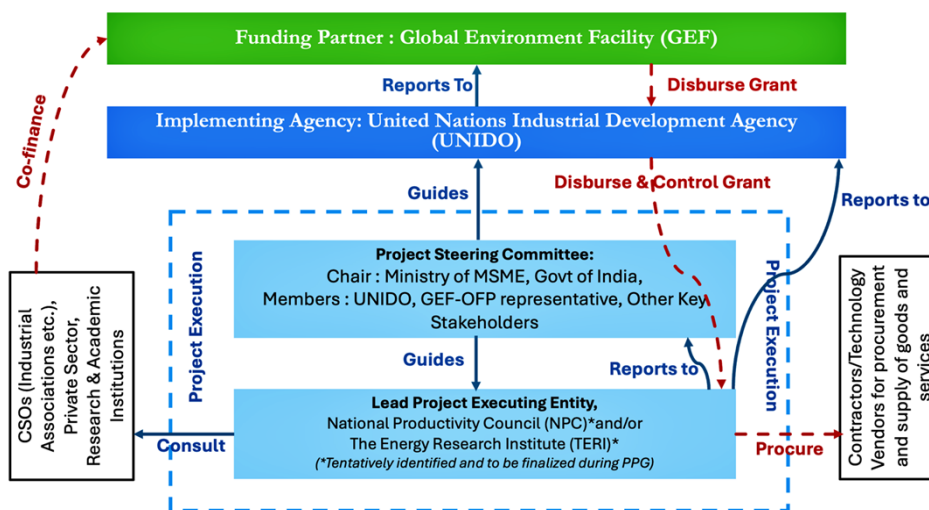 Funding Partner : Global Environment Facility (GEF)
Reports To
Disburse Grant
Implementing Agency: United Nations Industrial Development Agency
(UNIDO)
Co-finance
Guides
Disburse & Control Grant
Reports to
Project Execution
Project Steering Committee:
Chair : Ministry of MSME, Govt of India,
Members : UNIDO, GEF-OFP representative, Other Key
Stakeholders
Project Execution
CSOs (Industrial
Associations etc.),
Private Sector,
Research & Academic
Institutions
Contractors/Technology
Vendors for procurement
and supply of goods and
services
Guides
Reports to
Lead Project Executing Entity,
National Productivity Council (NPC)*and/or
The Energy Research Institute (TERI)*
(*Tentatively identified and to be finalized during PPG)
Consult
Procure